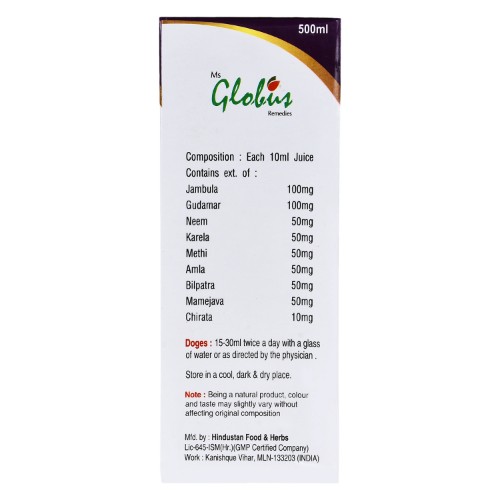 500ml
Ms
Globus
Remedies
Composition : Each 10ml Juice
Contains ext. of :
Jambula 100mg
Gudamar 100mg
Neem 50mg
Karela 50mg
Methi 50mg
Amla 50mg
Bilpatra 50mg
Mamejava 50mg
Chirata 10mg
Doges : 15-30ml twice a day with a glass
of water or as directed by the physician .
Store in a cool, dark & dry place.
Note : Being a natural product, colour
and taste may slightly vary without
affecting original composition
Mfd. by : Hindustan Food & Herbs
Lic-645-ISM(Hr.)(GMP Certified Company)
Work : Kanishque Vihar, MLN-133203 (INDIA)